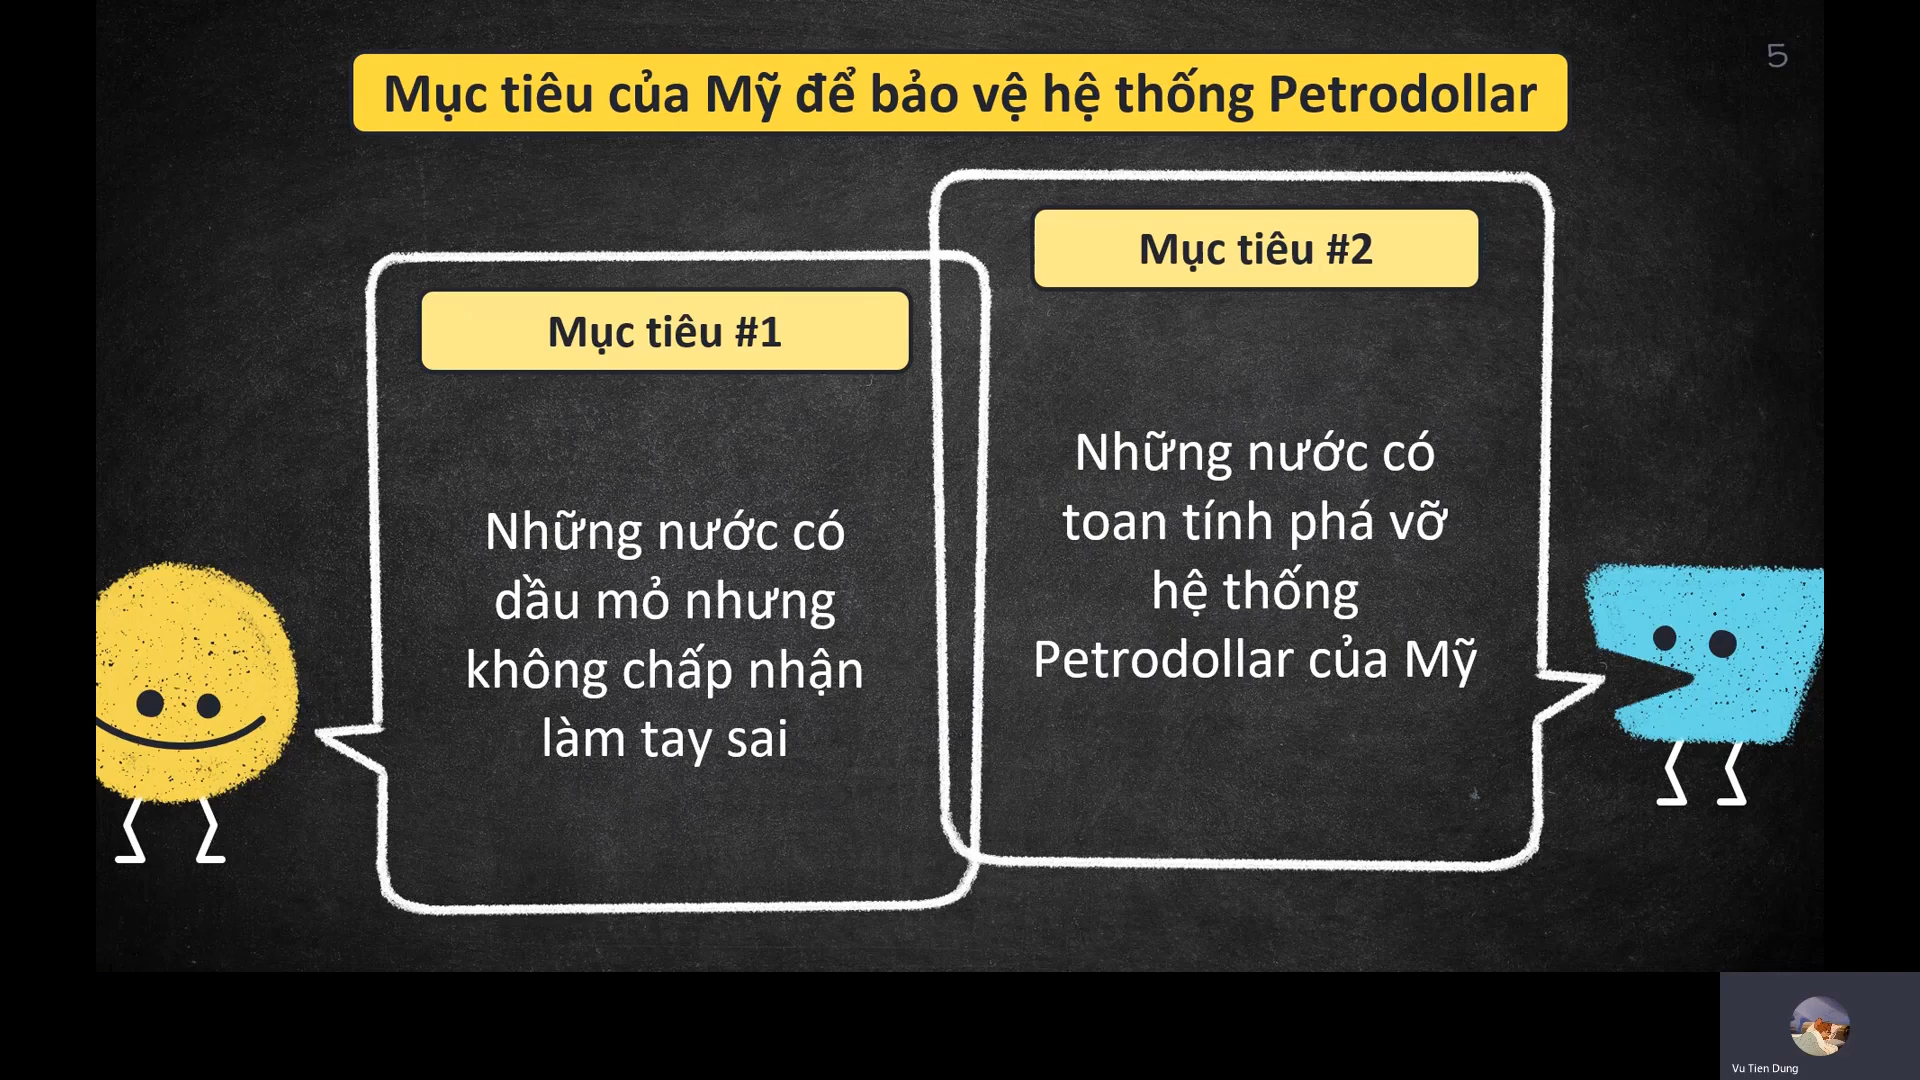 5
Mục tiêu của Mỹ để bảo vệ hệ thống Petrodollar
Mục tiêu #1
Những nước có
dầu mỏ nhưng
không chấp nhận
làm tay sai
Mục tiêu #2
Những nước có
toan tính phá vỡ
hệ thống
Petrodollar của Mỹ
Vu Tien Dung